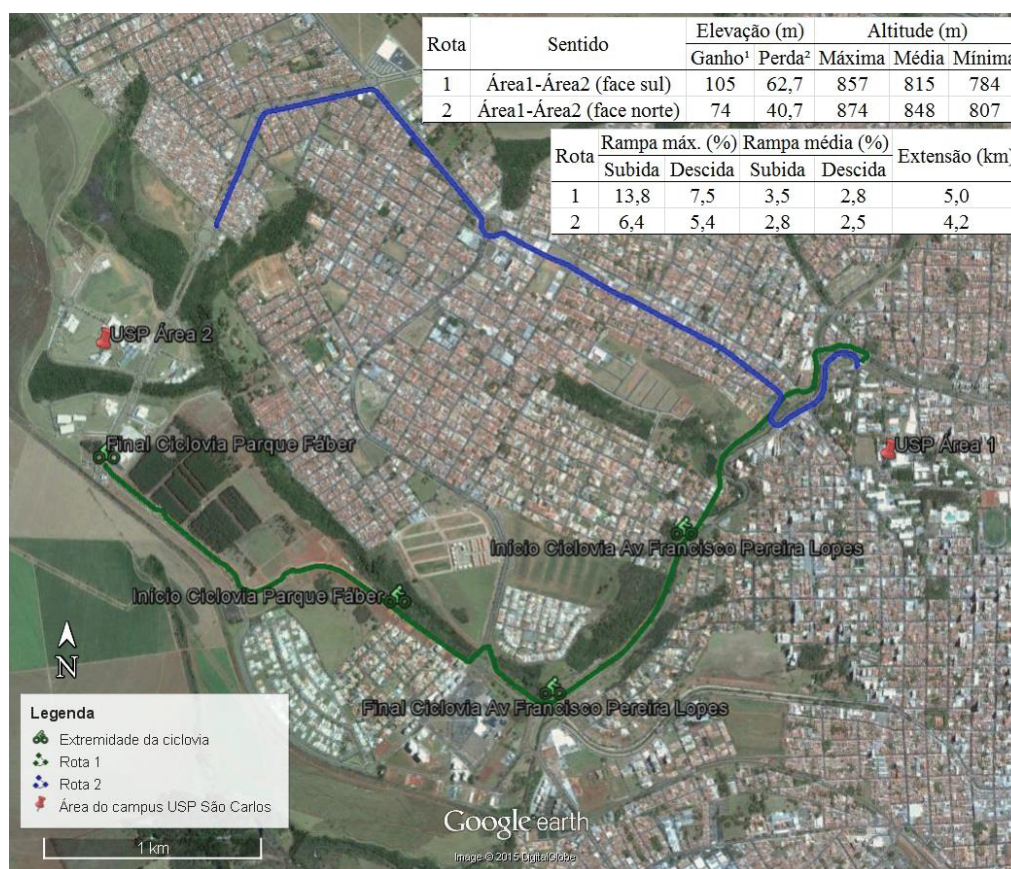 Rota Sentido Elevação (m) Altitude (m)
Ganho¹ Perda² Máxima Média Mínima
1 Área1-Área2 (face sul) 105 62,7 857 815 784
2 Área1-Área2 (face norte) 74 40,7 874 848 807
Rota Rampa máx. (%) Rampa média (%) Extensão (km)
Subida Descida Subida Descida
1 13,8 7,5 3,5 2,8 5,0
2 6,4 5,4 2,8 2,5 4,2
USP Área 2
Final Ciclovia Parque Fáber
USP Área 1
Início Ciclovia Av Francisco Pereira Lopes
Início Ciclovia Parque Fáber
Final Ciclovia Av Francisco Pereira Lopes
N
Legenda
Extremidade da ciclovia
Rota 1
Rota 2
Área do campus USP São Carlos
1 km
Google earth
Image © 2015 DigitalGlobe